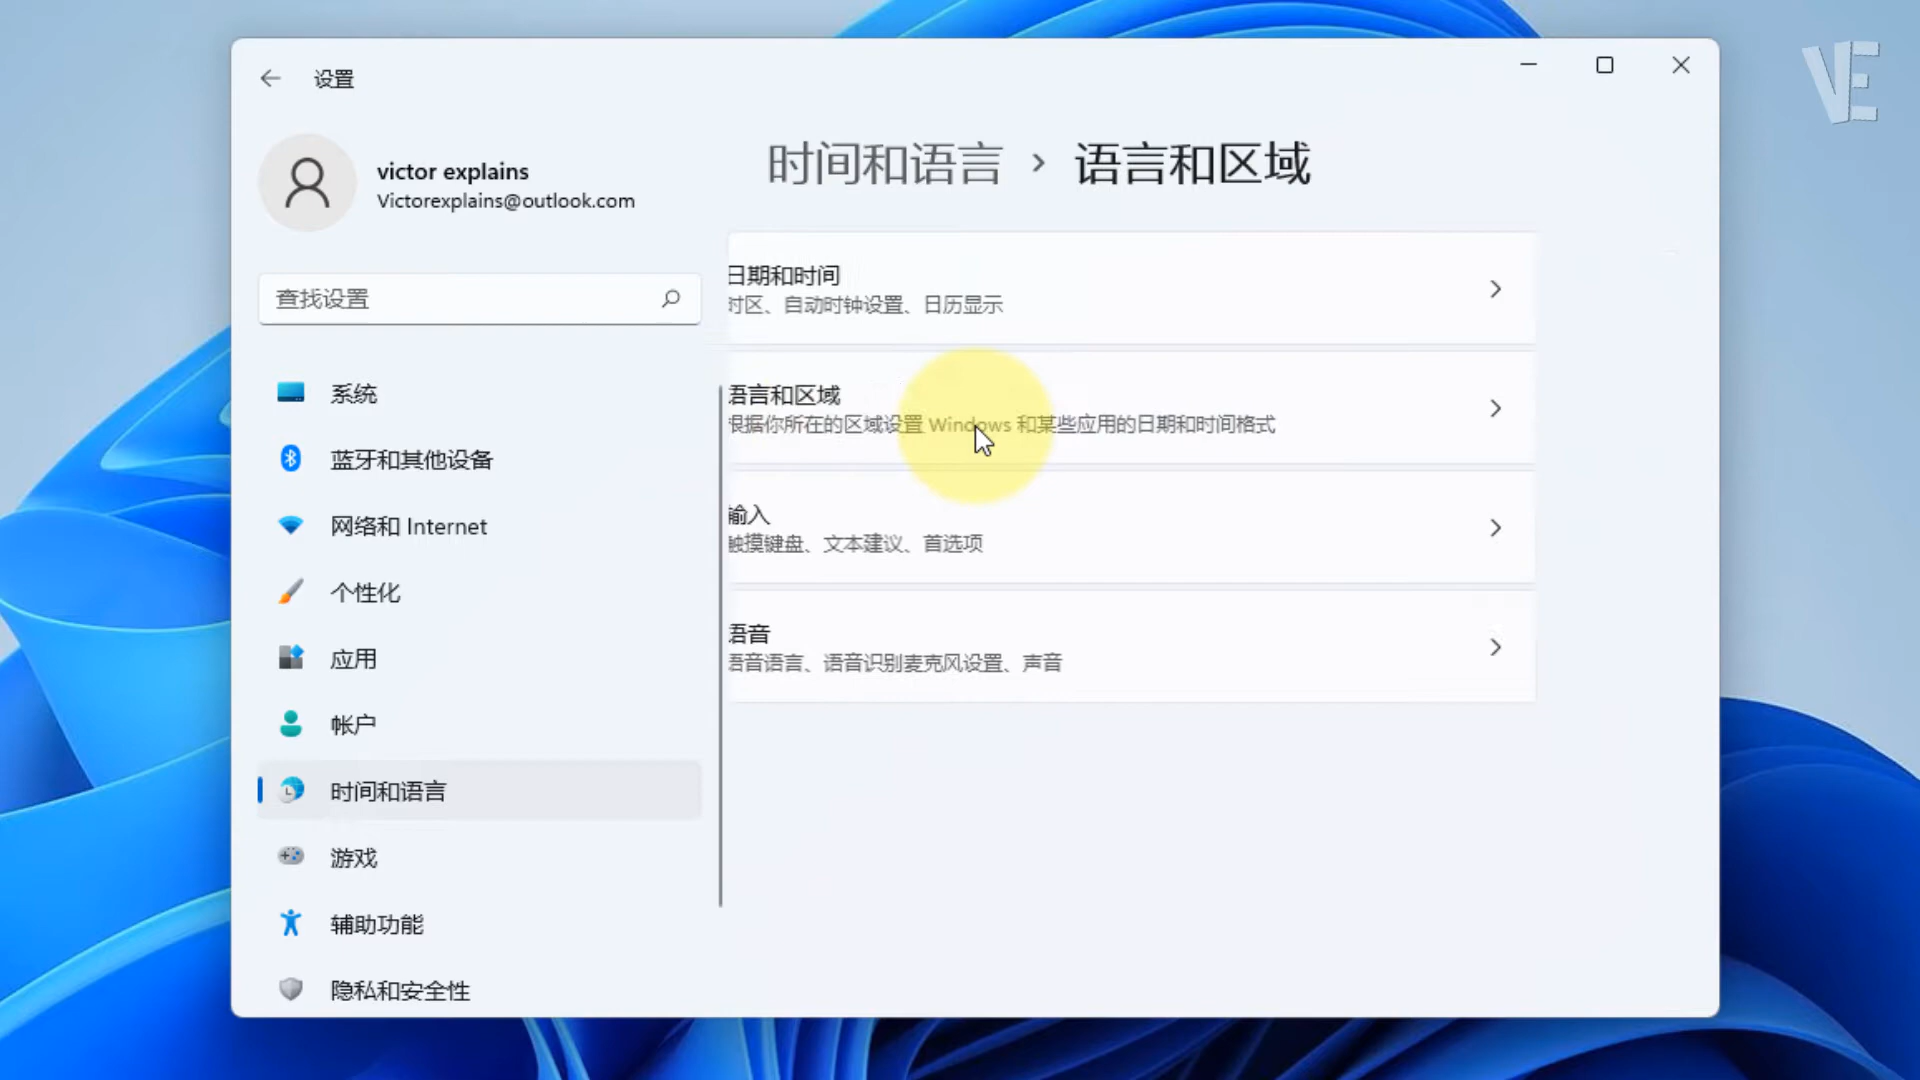 设置
victor explains
Victorexplains@outlook.com
查找设置
系统
蓝牙和其他设备
网络和 Internet
个性化
应用
帐户
时间和语言
游戏
辅助功能
隐私和安全性
时间和语言 › 语言和区域
日期和时间
时区、自动时钟设置、日历显示
语言和区域
根据你所在的区域设置 Windows 和某些应用的日期和时间格式
输入
触摸键盘、文本建议、首选项
语音
语音语言、语音识别麦克风设置、声音
VE